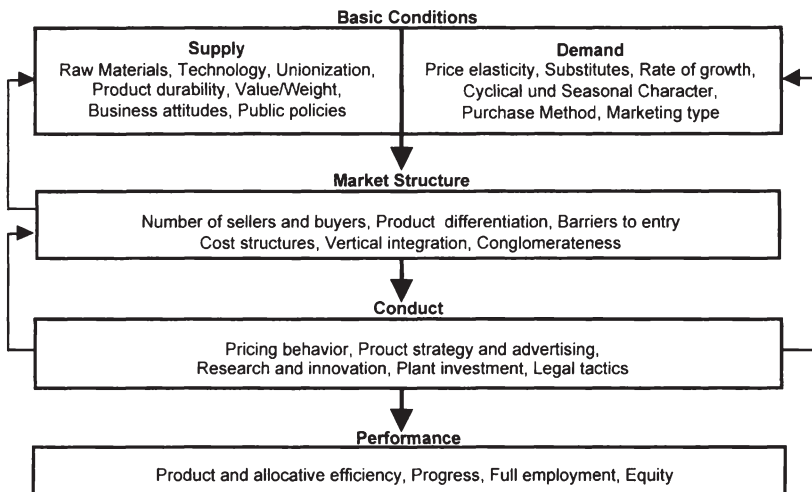 Basic Conditions
Supply
Raw Materials, Technology, Unionization,
Product durability, Value/Weight,
Business attitudes, Public policies
Demand
Price elasticity, Substitutes, Rate of growth,
Cyclical und Seasonal Character,
Purchase Method, Marketing type
Market Structure
Number of sellers and buyers, Product differentiation, Barriers to entry
Cost structures, Vertical integration, Conglomerateness
Conduct
Pricing behavior, Prouct strategy and advertising,
Research and innovation, Plant investment, Legal tactics
Performance
Product and allocative efficiency, Progress, Full employment, Equity